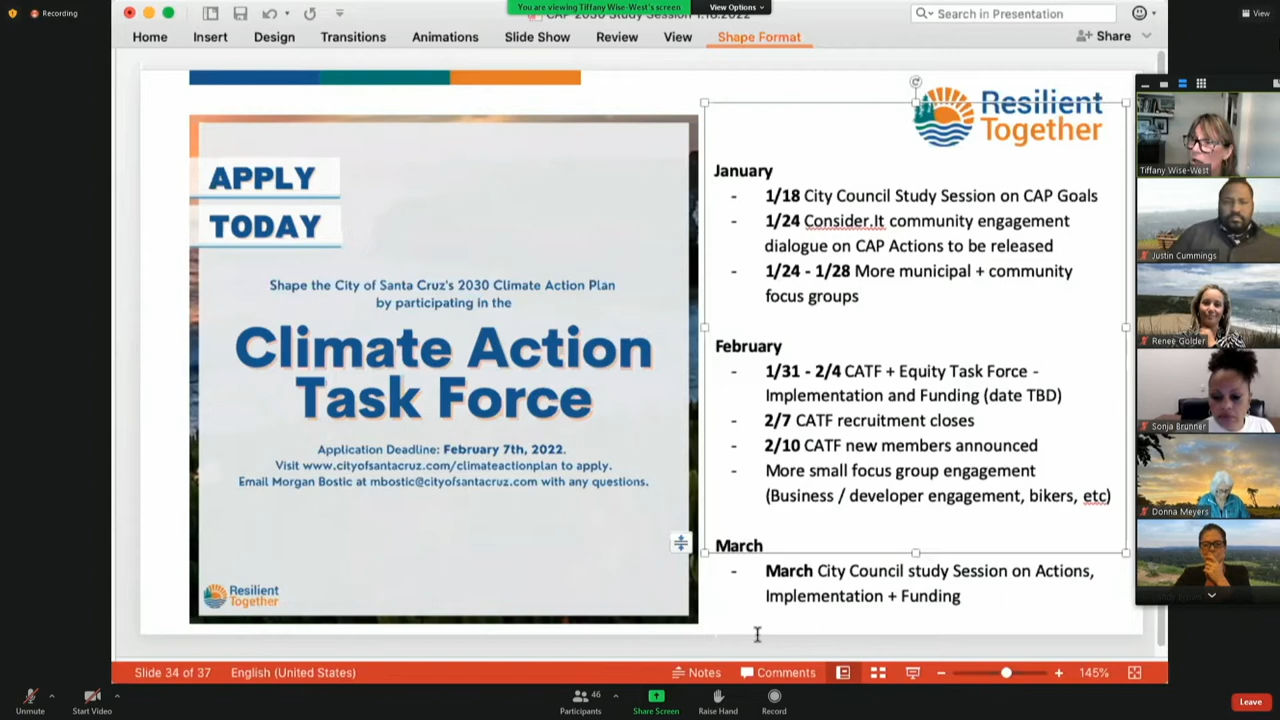 Recording
You are viewing Tiffany Wise-West's screen
View Options
View
CAP 2030 Study Session 1.18.2022
Search in Presentation
Home
Insert
Design
Transitions
Animations
Slide Show
Review
View
Shape Format
Share
APPLY
TODAY
Shape the City of Santa Cruz's 2030 Climate Action Plan
by participating in the
Climate Action
Task Force
Application Deadline: February 7th, 2022.
Visit www.cityofsantacruz.com/climateactionplan to apply.
Email Morgan Bostic at mbostic@cityofsantacruz.com with any questions.
Resilient
Together
Resilient
Together
January
- 1/18 City Council Study Session on CAP Goals
- 1/24 Consider.It community engagement
dialogue on CAP Actions to be released
- 1/24 - 1/28 More municipal + community
focus groups
February
- 1/31 - 2/4 CATF + Equity Task Force -
Implementation and Funding (date TBD)
- 2/7 CATF recruitment closes
- 2/10 CATF new members announced
- More small focus group engagement
(Business / developer engagement, bikers, etc)
March
- March City Council study Session on Actions,
Implementation + Funding
Tiffany Wise-West
Justin Cummings
Renee Golder
Sonja Brunner
Donna Meyers
Slide 34 of 37
English (United States)
Notes
Comments
145%
Unmute
Start Video
46
Participants
Share Screen
Raise Hand
Record
Leave